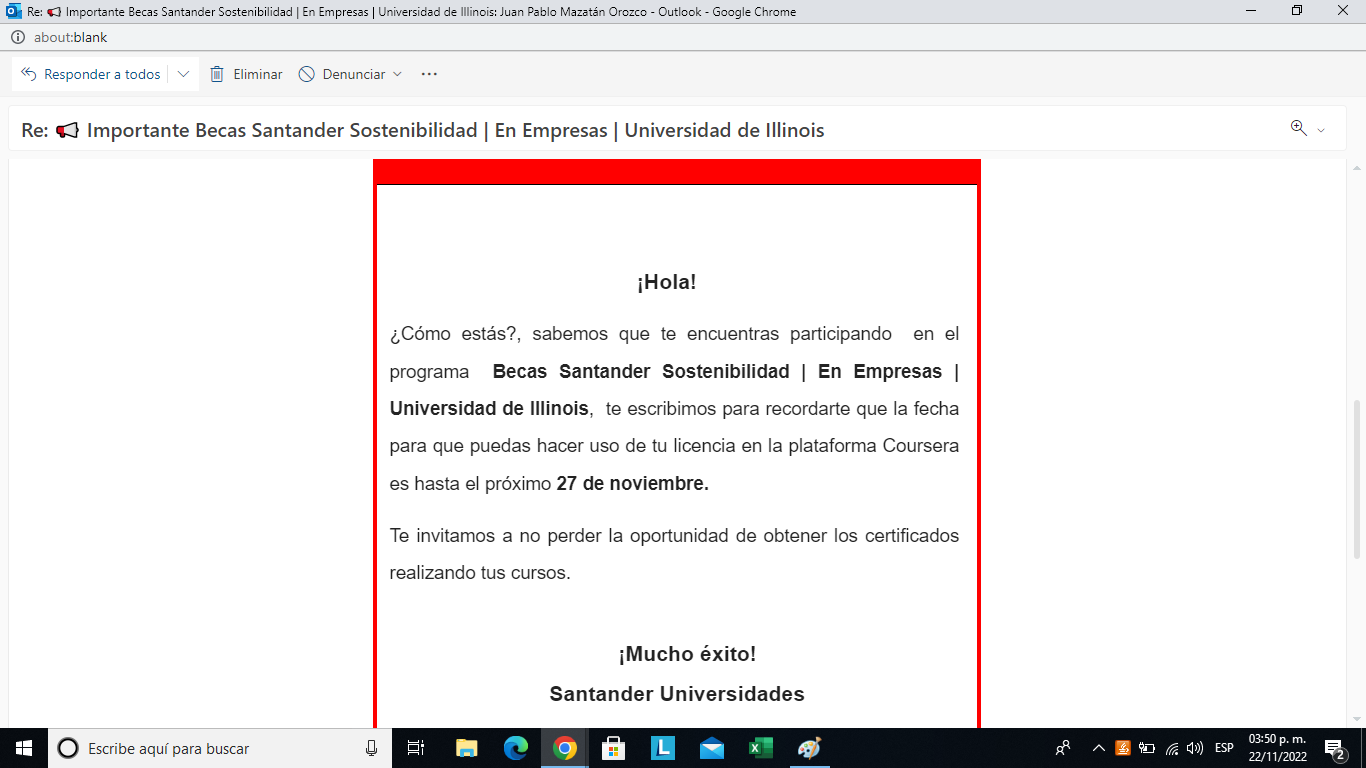 Re: 📢 Importante Becas Santander Sostenibilidad | En Empresas | Universidad de Illinois: Juan Pablo Mazatán Orozco - Outlook - Google Chrome
about:blank
Responder a todos Eliminar Denunciar ...
Re: 📢 Importante Becas Santander Sostenibilidad | En Empresas | Universidad de Illinois
¡Hola!
¿Cómo estás?, sabemos que te encuentras participando en el
programa Becas Santander Sostenibilidad | En Empresas |
Universidad de Illinois, te escribimos para recordarte que la fecha
para que puedas hacer uso de tu licencia en la plataforma Coursera
es hasta el próximo 27 de noviembre.
Te invitamos a no perder la oportunidad de obtener los certificados
realizando tus cursos.
¡Mucho éxito!
Santander Universidades
Escribe aquí para buscar
L
ESP
03:50 p. m.
22/11/2022
2